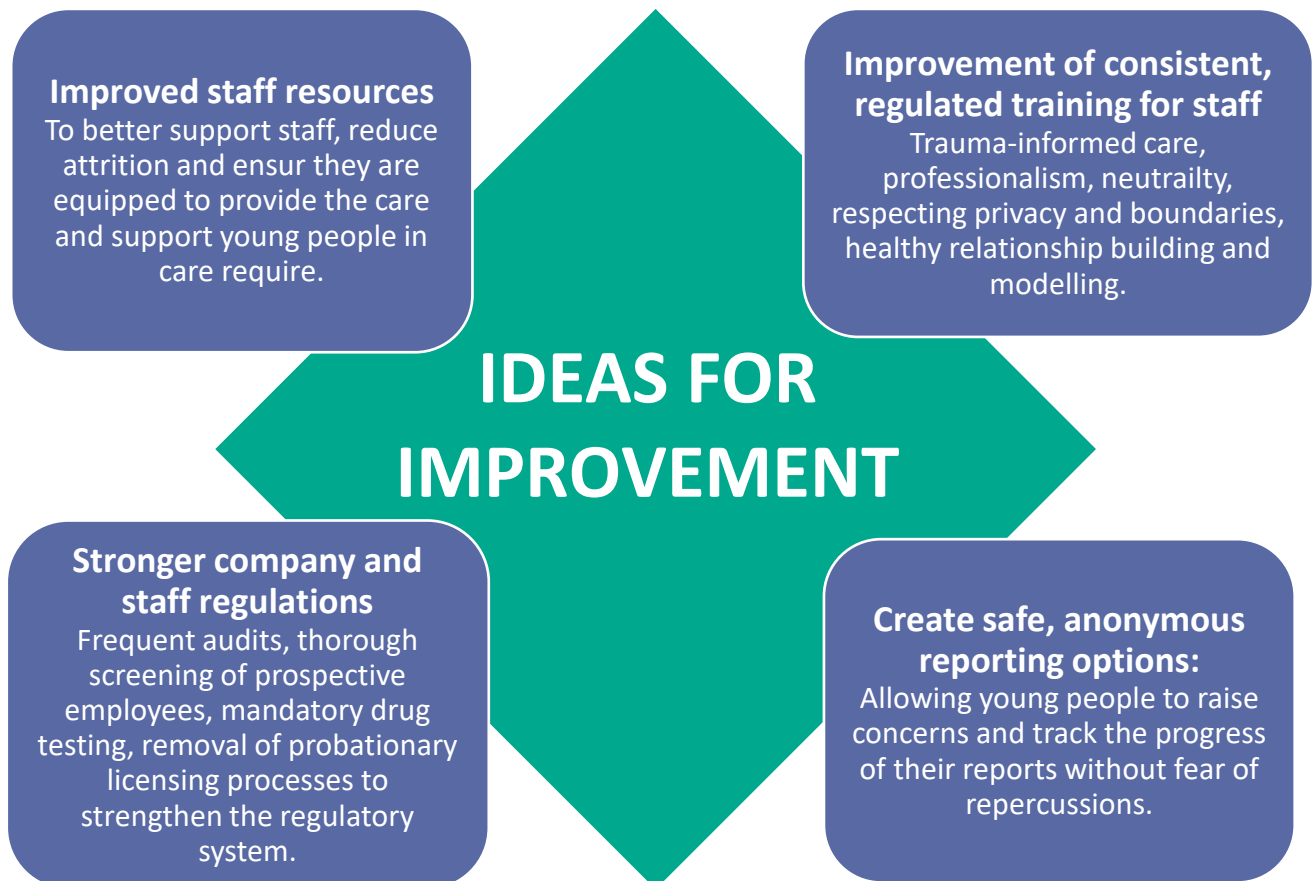 Improved staff resources
To better support staff, reduce
attrition and ensur they are
equipped to provide the care
and support young people in
care require.
Improvement of consistent,
regulated training for staff
Trauma-informed care,
professionalism, neutrailty,
respecting privacy and boundaries,
healthy relationship building and
modelling.
IDEAS FOR
IMPROVEMENT
Stronger company and
staff regulations
Frequent audits, thorough
screening of prospective
employees, mandatory drug
testing, removal of probationary
licensing processes to
strengthen the regulatory
system.
Create safe, anonymous
reporting options:
Allowing young people to raise
concerns and track the progress
of their reports without fear of
repercussions.